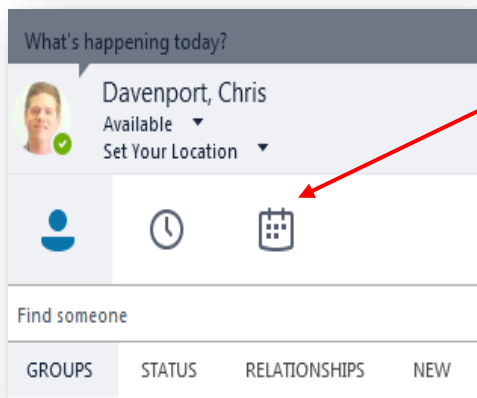 What's happening today?
Davenport, Chris
Available
Set Your Location
Find someone
GROUPS STATUS RELATIONSHIPS NEW